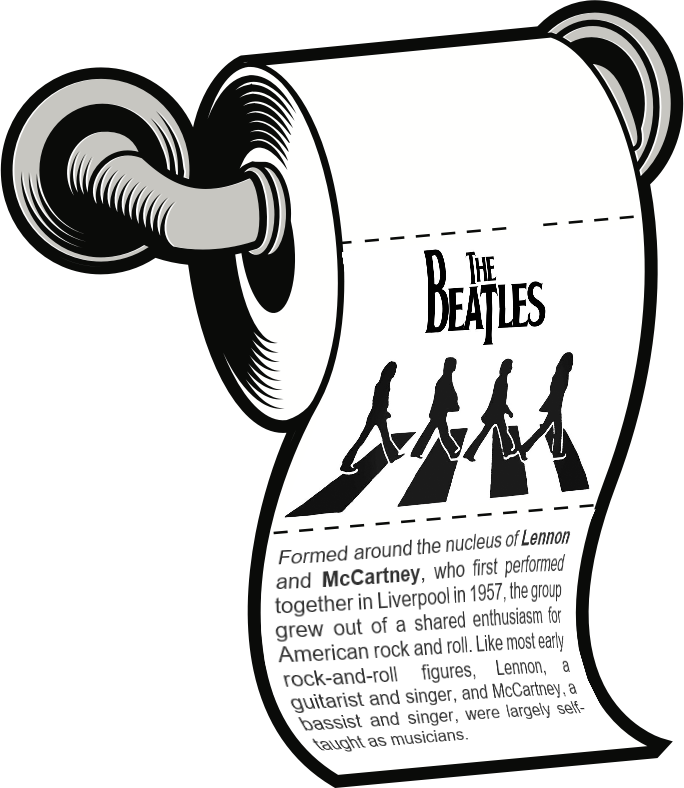 THE
BEATLES
Formed around the nucleus of Lennon
and McCartney, who first performed
together in Liverpool in 1957, the group
grew out of a shared enthusiasm for
American rock and roll. Like most early
rock-and-roll figures, Lennon, a
guitarist and singer, and McCartney, a
bassist and singer, were largely self-
taught as musicians.